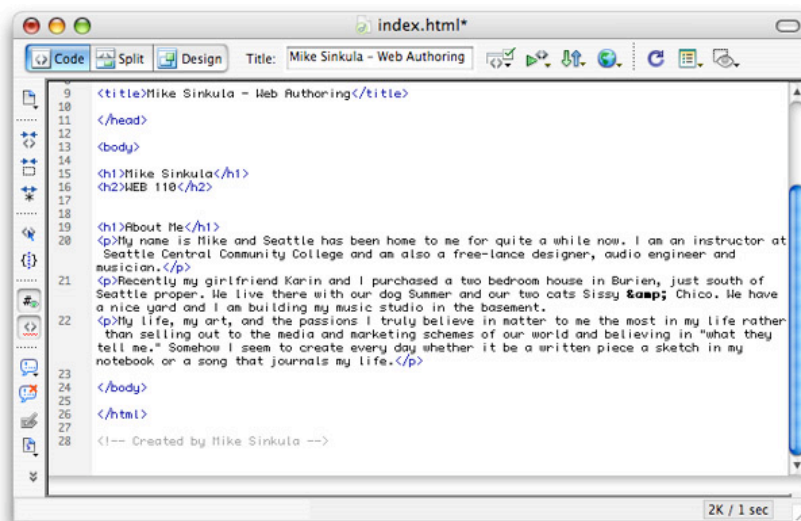 index.html*
Code Split Design Title: Mike Sinkula - Web Authoring
9 <title>Mike Sinkula - Web Authoring</title>
10
11 </head>
12
13 <body>
14
15 <h1>Mike Sinkula</h1>
16 <h2>WEB 110</h2>
17
18
19 <h1>About Me</h1>
20 <p>My name is Mike and Seattle has been home to me for quite a while now. I am an instructor at
Seattle Central Community College and am also a free-lance designer, audio engineer and
musician.</p>
21 <p>Recently my girlfriend Karin and I purchased a two bedroom house in Burien, just south of
Seattle proper. We live there with our dog Summer and our two cats Sissy &amp; Chico. We have
a nice yard and I am building my music studio in the basement.
22 <p>My life, my art, and the passions I truly believe in matter to me the most in my life rather
than selling out to the media and marketing schemes of our world and believing in "what they
tell me." Somehow I seem to create every day whether it be a written piece a sketch in my
notebook or a song that journals my life.</p>
23
24 </body>
25
26 </html>
27
28 <!-- Created by Mike Sinkula -->
2K / 1 sec